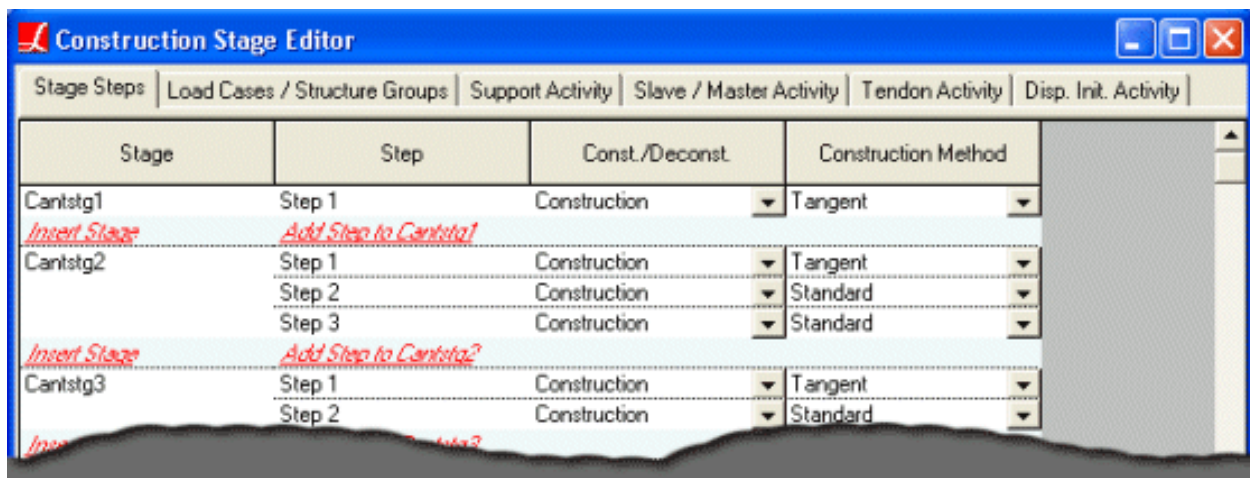 Construction Stage Editor
Stage Steps Load Cases / Structure Groups Support Activity Slave / Master Activity Tendon Activity Disp. Init. Activity
Stage Step Const./Deconst. Construction Method
Cantstg1 Step 1 Construction Tangent
Insert Stage Add Step to Cantstg1
Cantstg2 Step 1 Construction Tangent
Step 2 Construction Standard
Step 3 Construction Standard
Insert Stage Add Step to Cantstg2
Cantstg3 Step 1 Construction Tangent
Step 2 Construction Standard